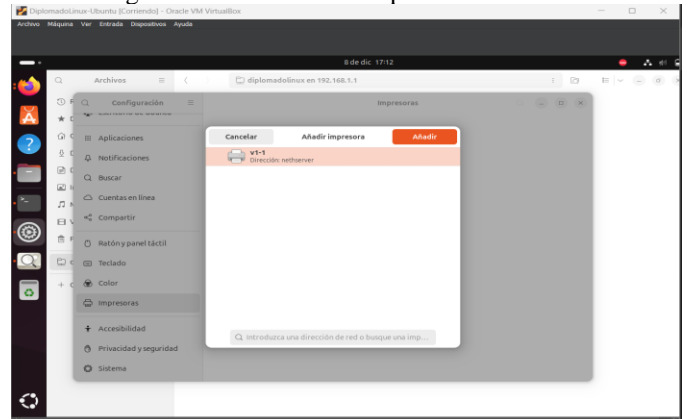 DiplomadoLinux-Ubuntu [Corriendo] - Oracle VM VirtualBox
Archivo Máquina Ver Entrada Dispositivos Ayuda
8 de dic 17:12
Archivos
diplomadolinux en 192.168.1.1
Configuración
Impresoras
Aplicaciones
Notificaciones
Buscar
Cuentas en línea
Compartir
Ratón y panel táctil
Teclado
Color
Impresoras
Accesibilidad
Privacidad y seguridad
Sistema
Cancelar
Añadir impresora
Añadir
v1-1
Dirección: nethserver
Introduzca una dirección de red o busque una imp...